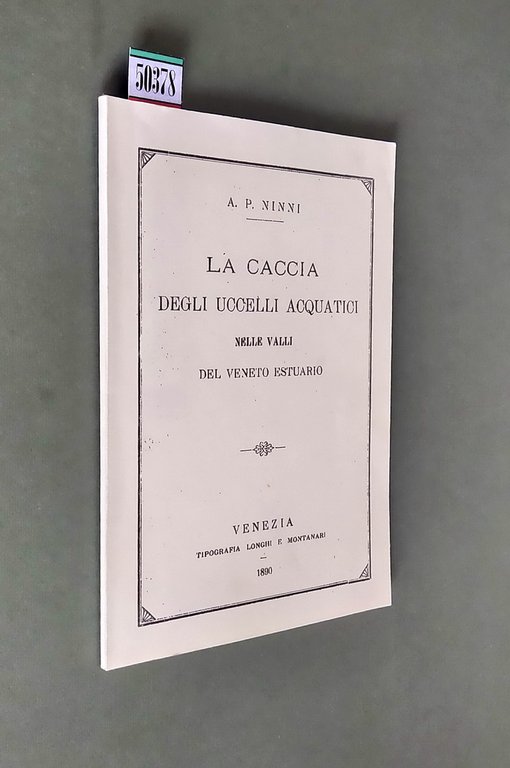 50378
A. P. NINNI
LA CACCIA
DEGLI UCCELLI ACQUATICI
NELLE VALLI
DEL VENETO ESTUARIO
VENEZIA
TIPOGRAFIA LONGHI E MONTANARI
1890